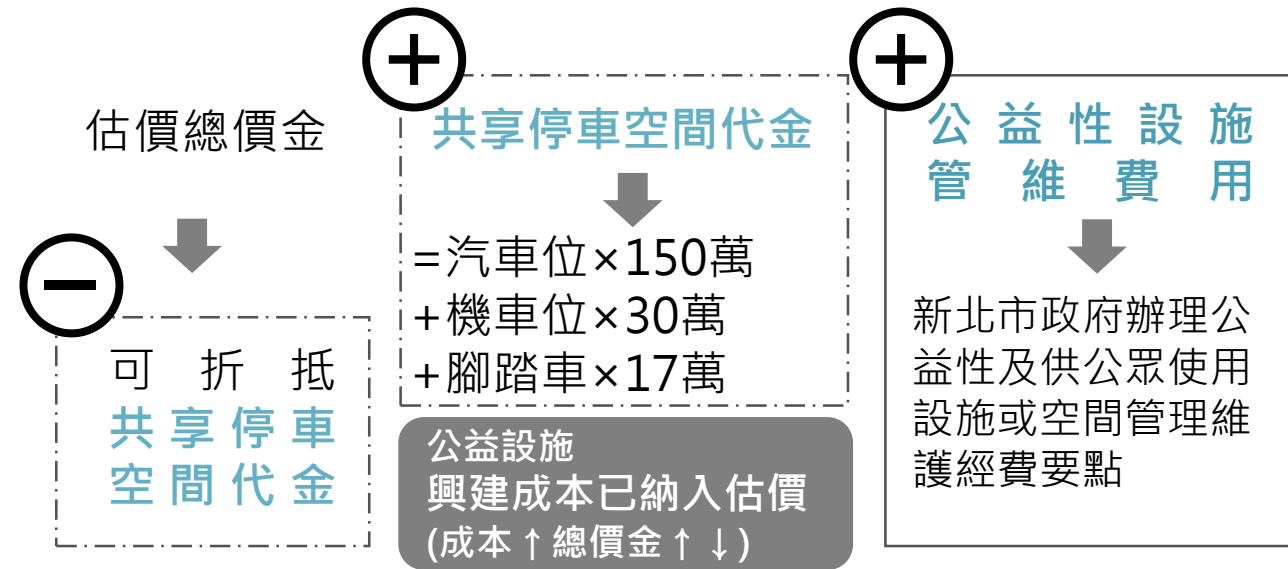 估價總價金
可折抵
共享停車
空間代金
共享停車空間代金
=汽車位×150萬
+機車位×30萬
+腳踏車×17萬
公益設施
興建成本已納入估價
(成本↑總價金↑↓)
公益性設施
管維費用
新北市政府辦理公
益性及供公眾使用
設施或空間管理維
護經費要點